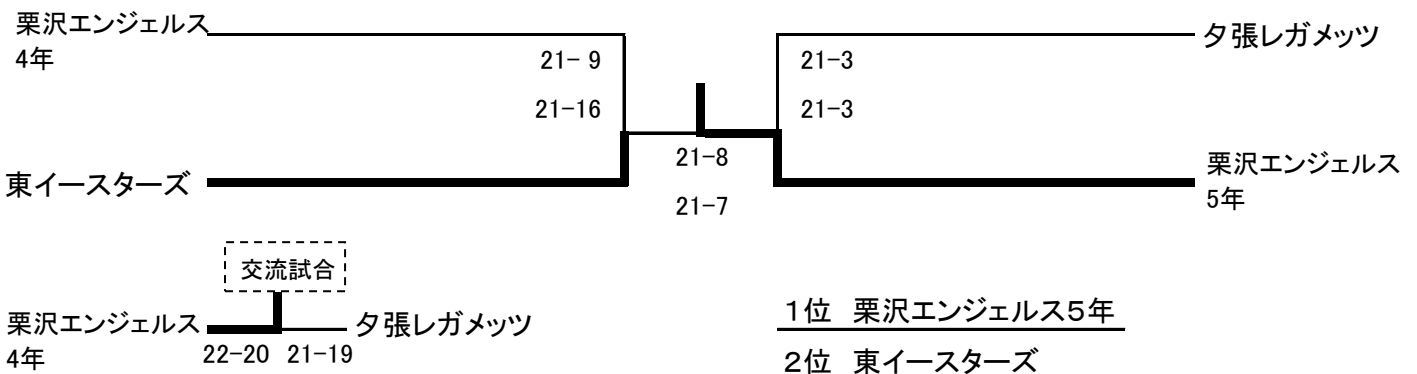 栗沢エンジェルス
4年
21- 9
21-16
東イースターズ
21-8
21-7
夕張レガメッツ
21-3
21-3
栗沢エンジェルス
5年
交流試合
栗沢エンジェルス
4年
22-20 21-19
夕張レガメッツ
１位 栗沢エンジェルス５年
２位 東イースターズ